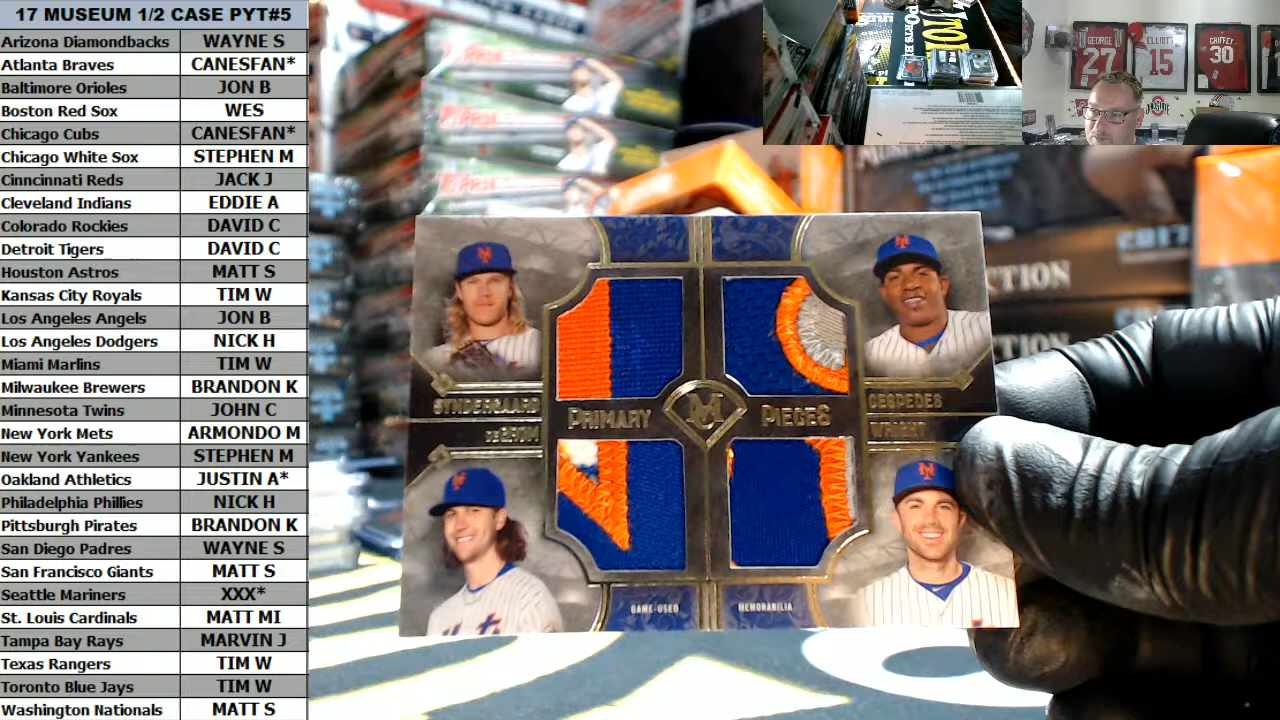 17 MUSEUM 1/2 CASE PYT#5
Arizona Diamondbacks WAYNE S
Atlanta Braves CANESFAN*
Baltimore Orioles JON B
Boston Red Sox WES
Chicago Cubs CANESFAN*
Chicago White Sox STEPHEN M
Cinncinnati Reds JACK J
Cleveland Indians EDDIE A
Colorado Rockies DAVID C
Detroit Tigers DAVID C
Houston Astros MATT S
Kansas City Royals TIM W
Los Angeles Angels JON B
Los Angeles Dodgers NICK H
Miami Marlins TIM W
Milwaukee Brewers BRANDON K
Minnesota Twins JOHN C
New York Mets ARMONDO M
New York Yankees STEPHEN M
Oakland Athletics JUSTIN A*
Philadelphia Phillies NICK H
Pittsburgh Pirates BRANDON K
San Diego Padres WAYNE S
San Francisco Giants MATT S
Seattle Mariners XXX*
St. Louis Cardinals MATT MI
Tampa Bay Rays MARVIN J
Texas Rangers TIM W
Toronto Blue Jays TIM W
Washington Nationals MATT S
SYNDERGAARD
CESPEDES
PRIMARY PIECES
M
deGROM
WRIGHT
GAME-USED MEMORABILIA
GEORGE
27
ELLIOTT
15
GRIFFEY
30
2017
CTION
CTION